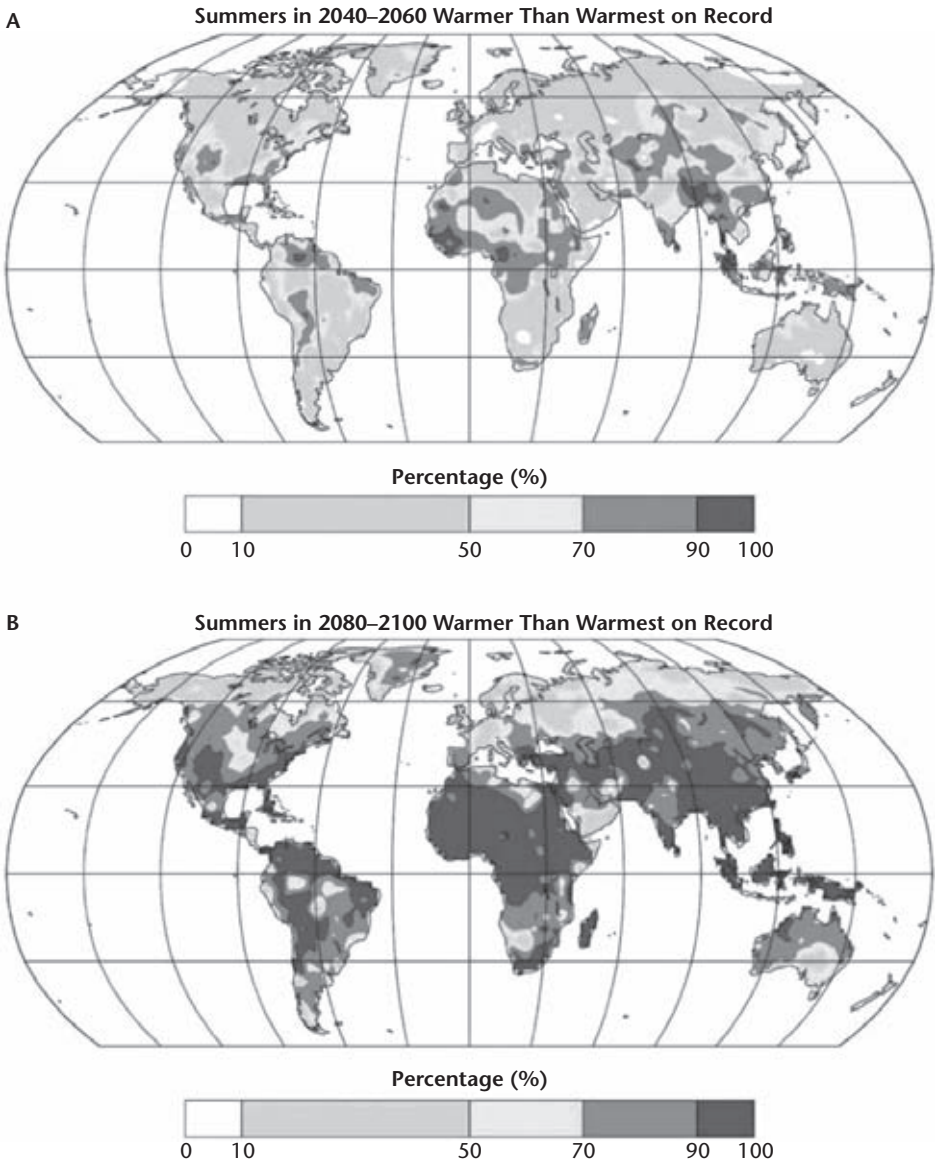 A
Summers in 2040–2060 Warmer Than Warmest on Record
Percentage (%)
0 10 50 70 90 100
B
Summers in 2080–2100 Warmer Than Warmest on Record
Percentage (%)
0 10 50 70 90 100